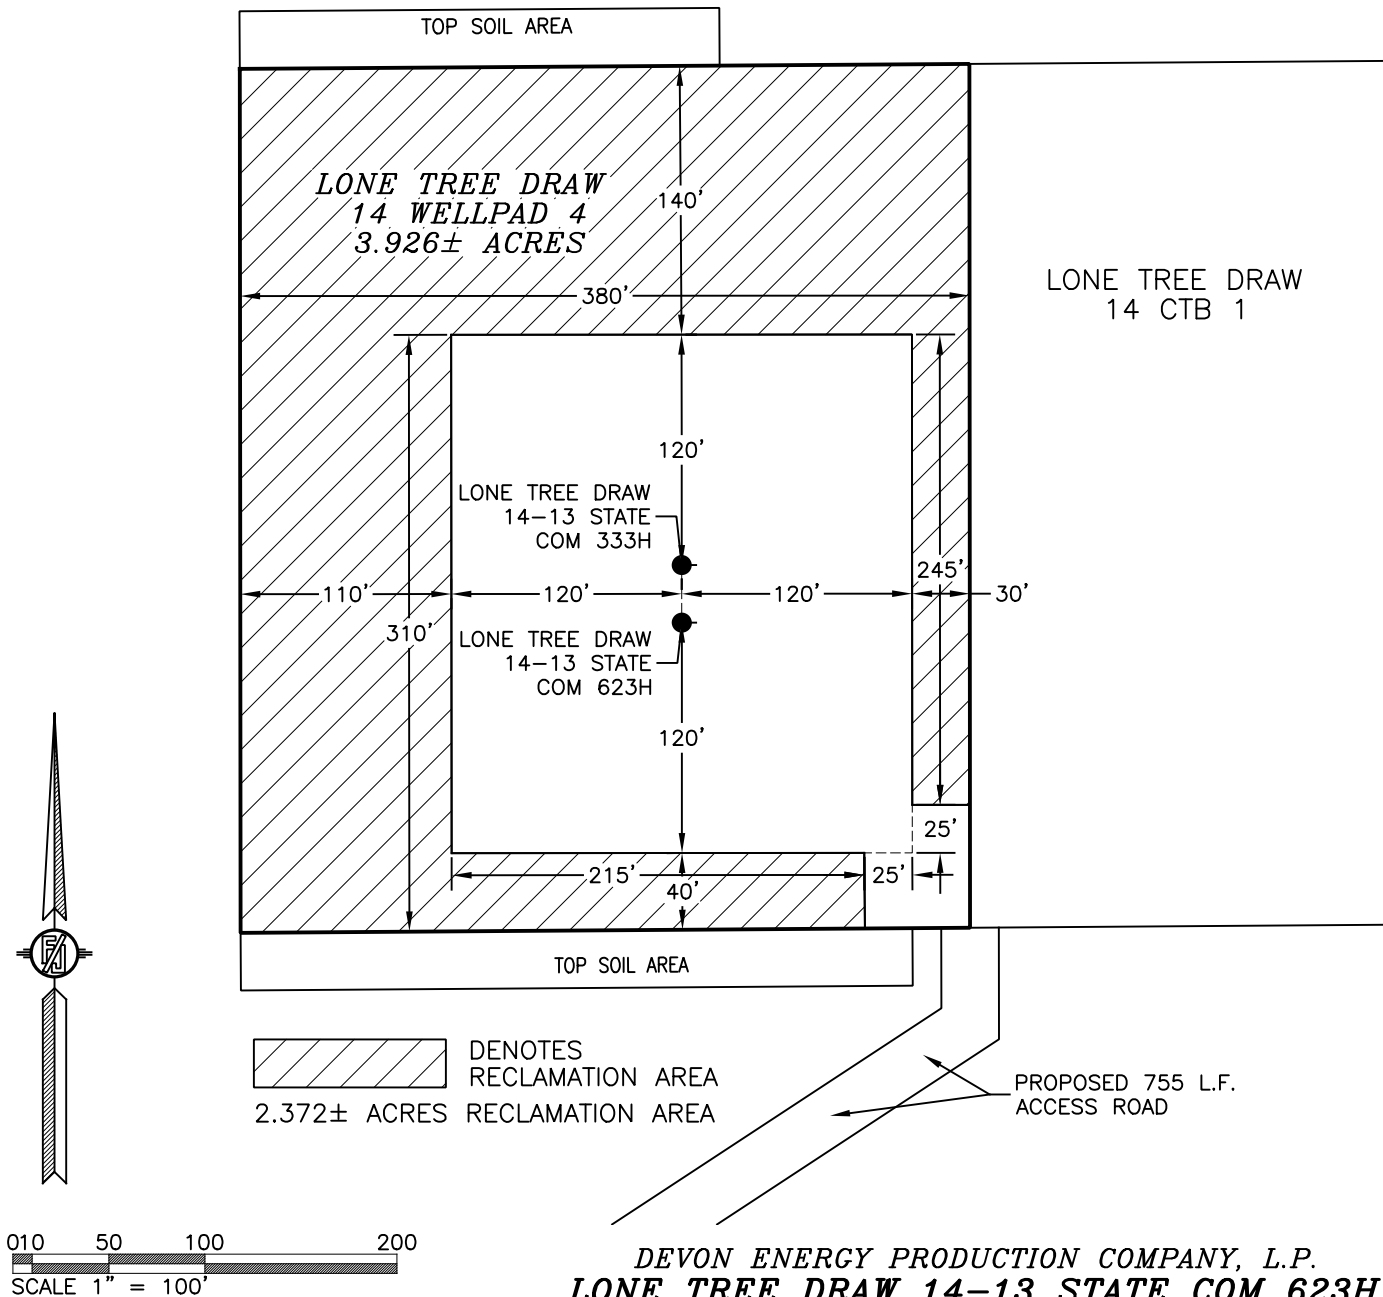 TOP SOIL AREA
LONE TREE DRAW
14 WELLPAD 4
3.926± ACRES
140'
380'
LONE TREE DRAW
14 CTB 1
120'
LONE TREE DRAW
14-13 STATE
COM 333H
245'
110'
120'
120'
30'
310'
LONE TREE DRAW
14-13 STATE
COM 623H
120'
25'
215'
40'
25'
TOP SOIL AREA
DENOTES
RECLAMATION AREA
2.372± ACRES RECLAMATION AREA
PROPOSED 755 L.F.
ACCESS ROAD
010 50 100 200
SCALE 1" = 100'
DEVON ENERGY PRODUCTION COMPANY, L.P.
LONE TREE DRAW 14-13 STATE COM 623H